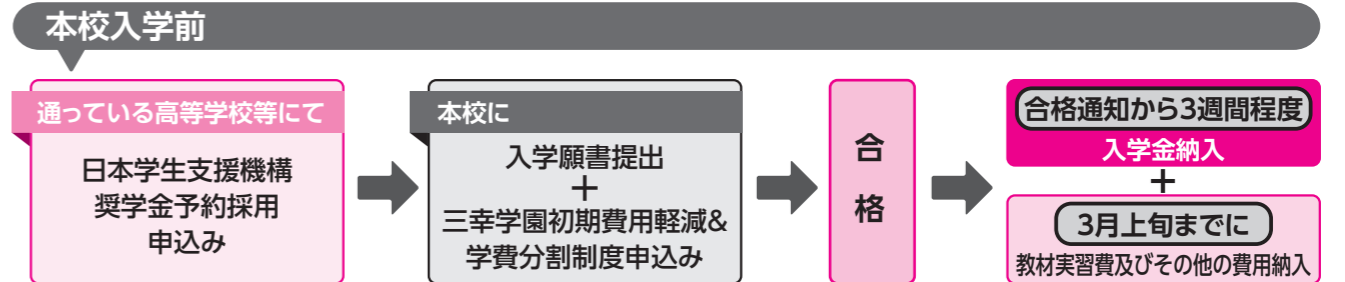 本校入学前
通っている高等学校等にて
日本学生支援機構
奨学金予約採用
申込み
本校に
入学願書提出
+
三幸学園初期費用軽減&
学費分割制度申込み
合
格
合格通知から3週間程度
入学金納入
+
3月上旬までに
教材実習費及びその他の費用納入